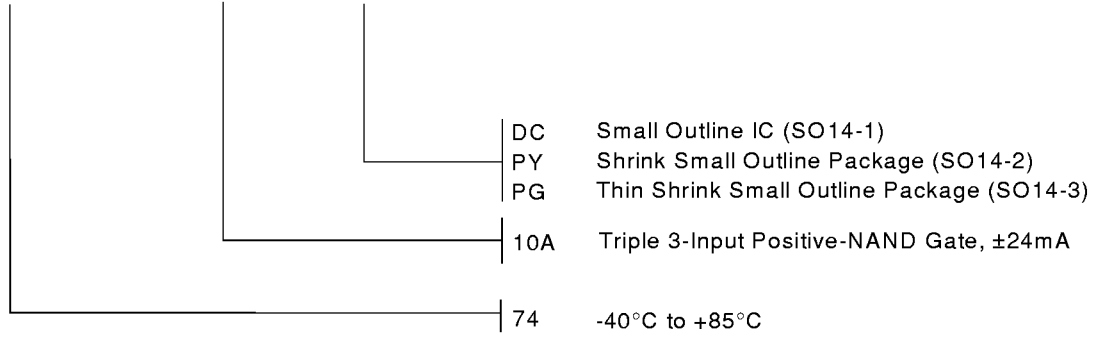 DC Small Outline IC (SO14-1)
PY Shrink Small Outline Package (SO14-2)
PG Thin Shrink Small Outline Package (SO14-3)
10A Triple 3-Input Positive-NAND Gate, ±24mA
74 -40°C to +85°C